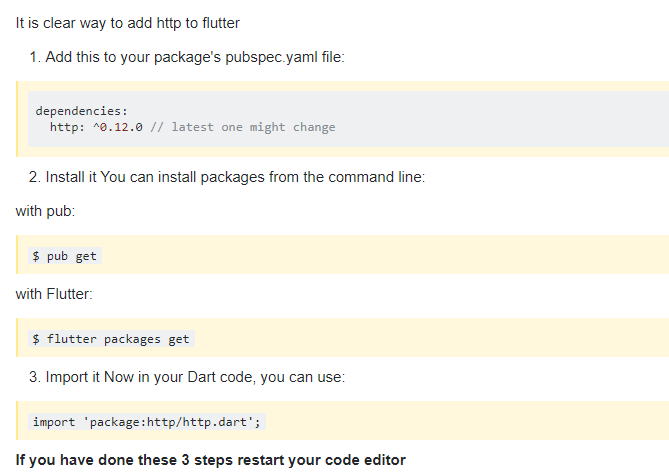 It is clear way to add http to flutter
1. Add this to your package's pubspec.yaml file:
dependencies:
  http: ^0.12.0 // latest one might change
2. Install it You can install packages from the command line:
with pub:
$ pub get
with Flutter:
$ flutter packages get
3. Import it Now in your Dart code, you can use:
import 'package:http/http.dart';
If you have done these 3 steps restart your code editor